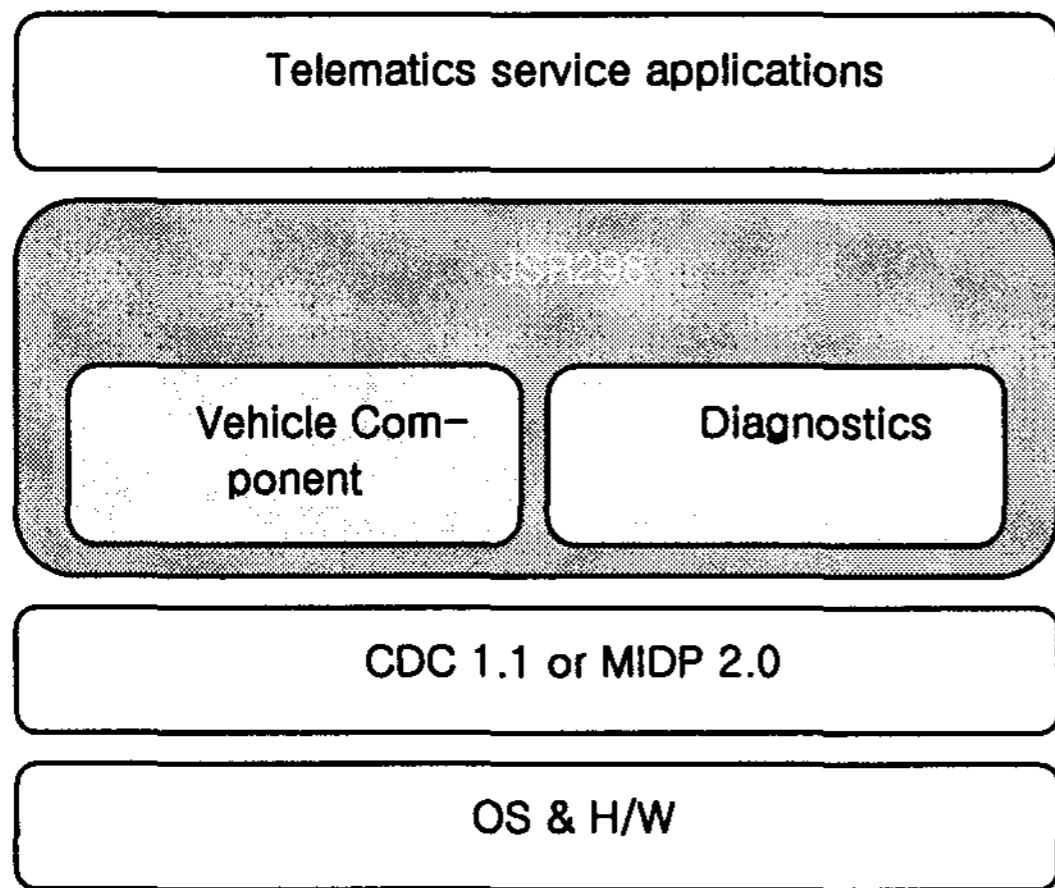 Telematics service applications
JSR298
Vehicle Com-
ponent
Diagnostics
CDC 1.1 or MIDP 2.0
OS & H/W